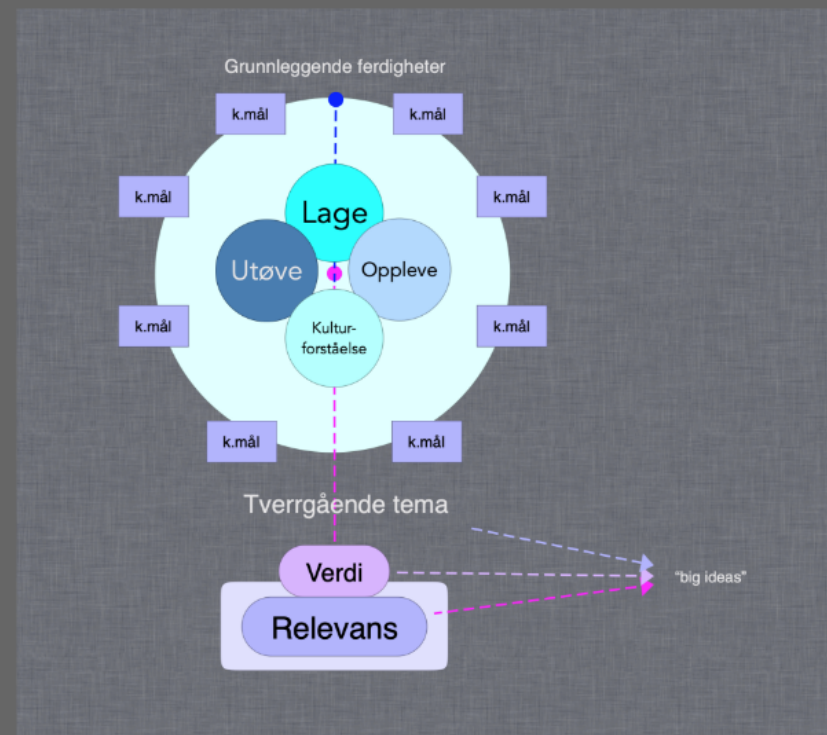 Grunnleggende ferdigheter
k.mål
k.mål
k.mål
k.mål
Lage
Utøve
Oppleve
Kultur-
forståelse
k.mål
k.mål
k.mål
k.mål
Tverrgående tema
Verdi
"big ideas"
Relevans